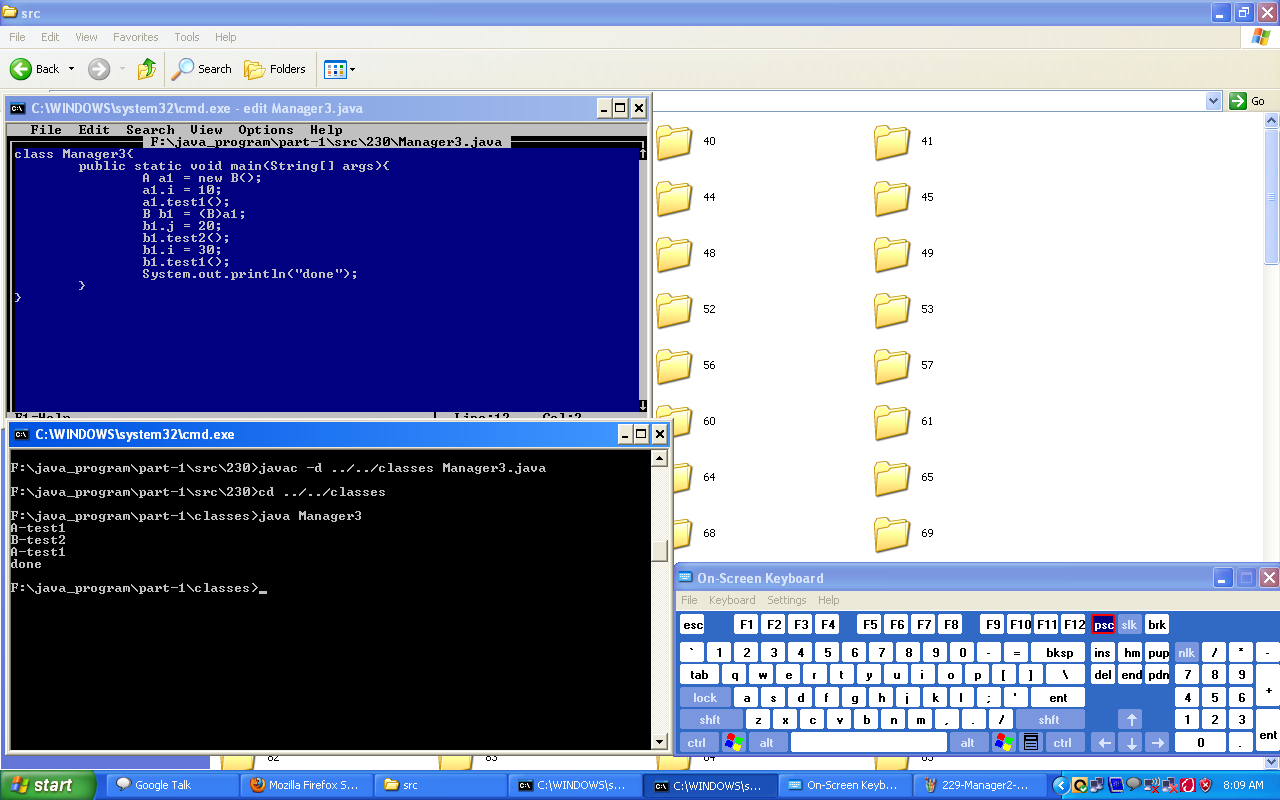 src
File Edit View Favorites Tools Help
Back Search Folders
Go
C:\WINDOWS\system32\cmd.exe - edit Manager3.java
File Edit Search View Options Help
F:\java_program\part-1\src\230\Manager3.java
class Manager3{
public static void main(String[] args){
A a1 = new B();
a1.i = 10;
a1.test1();
B b1 = (B)a1;
b1.j = 20;
b1.test2();
b1.i = 30;
b1.test1();
System.out.println("done");
}
}
F1=Help Line:12 Col:2
40 41
44 45
48 49
52 53
56 57
60 61
64 65
68 69
C:\WINDOWS\system32\cmd.exe
F:\java_program\part-1\src\230>javac -d ../../classes Manager3.java
F:\java_program\part-1\src\230>cd ../../classes
F:\java_program\part-1\classes>java Manager3
A-test1
B-test2
A-test1
done
F:\java_program\part-1\classes>_
On-Screen Keyboard
File Keyboard Settings Help
esc F1 F2 F3 F4 F5 F6 F7 F8 F9 F10 F11 F12 psc slk brk
` 1 2 3 4 5 6 7 8 9 0 - = bksp ins hm pup nlk / * -
tab q w e r t y u i o p [ ] \ del end pdn 7 8 9 +
lock a s d f g h j k l ; ' ent 4 5 6
shft z x c v b n m , . / shft 1 2 3 ent
ctrl alt alt ctrl 0 .
82 83 84 85
start Google Talk Mozilla Firefox S... src C:\WINDOWS\s... C:\WINDOWS\s... On-Screen Keyb... 229-Manager2-... 8:09 AM